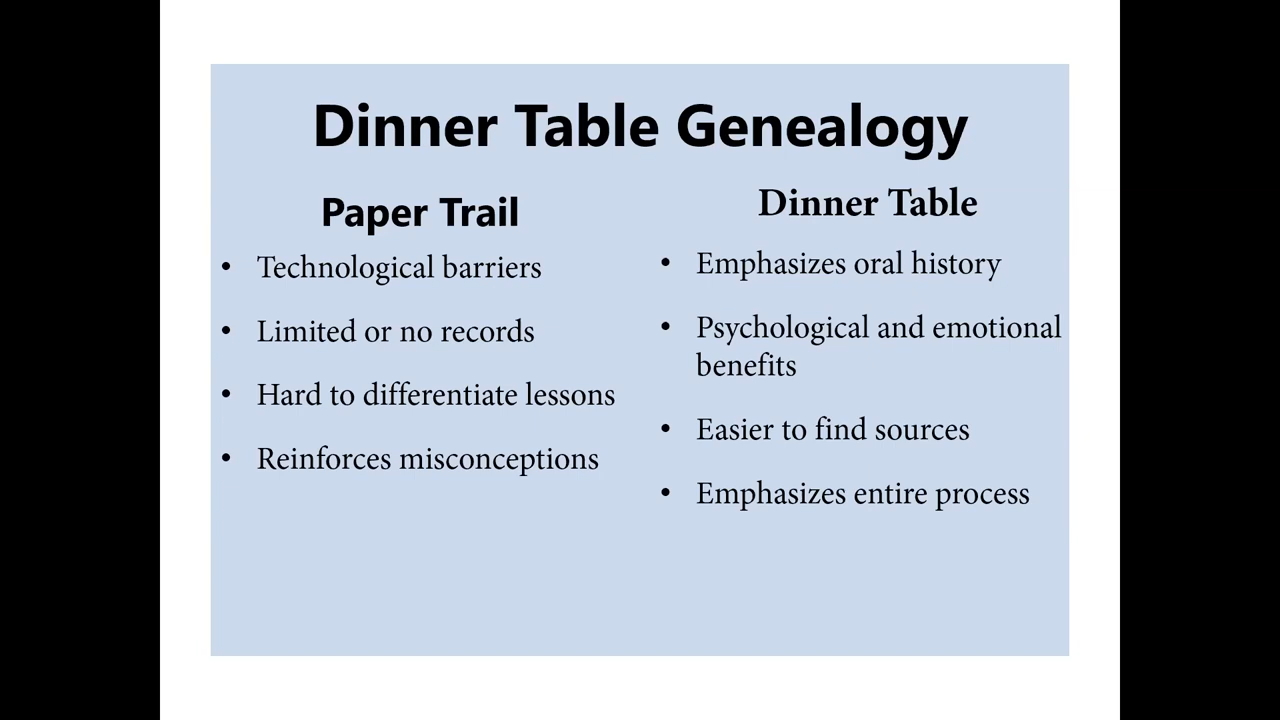 Dinner Table Genealogy
Paper Trail
• Technological barriers
• Limited or no records
• Hard to differentiate lessons
• Reinforces misconceptions
Dinner Table
• Emphasizes oral history
• Psychological and emotional
benefits
• Easier to find sources
• Emphasizes entire process